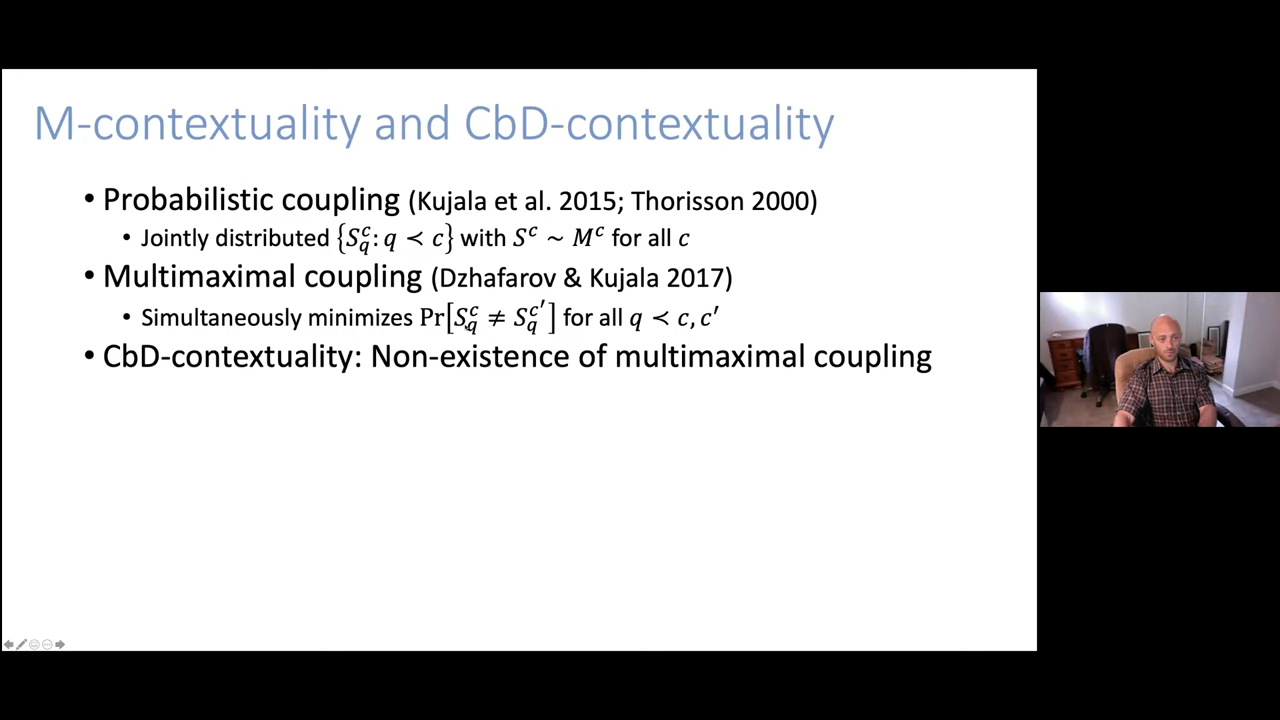 M-contextuality and CbD-contextuality
• Probabilistic coupling (Kujala et al. 2015; Thorisson 2000)
• Jointly distributed {S_q^c: q ≺ c} with S^c ~ M^c for all c
• Multimaximal coupling (Dzhafarov & Kujala 2017)
• Simultaneously minimizes Pr[S_q^c ≠ S_q^c′] for all q ≺ c, c′
• CbD-contextuality: Non-existence of multimaximal coupling